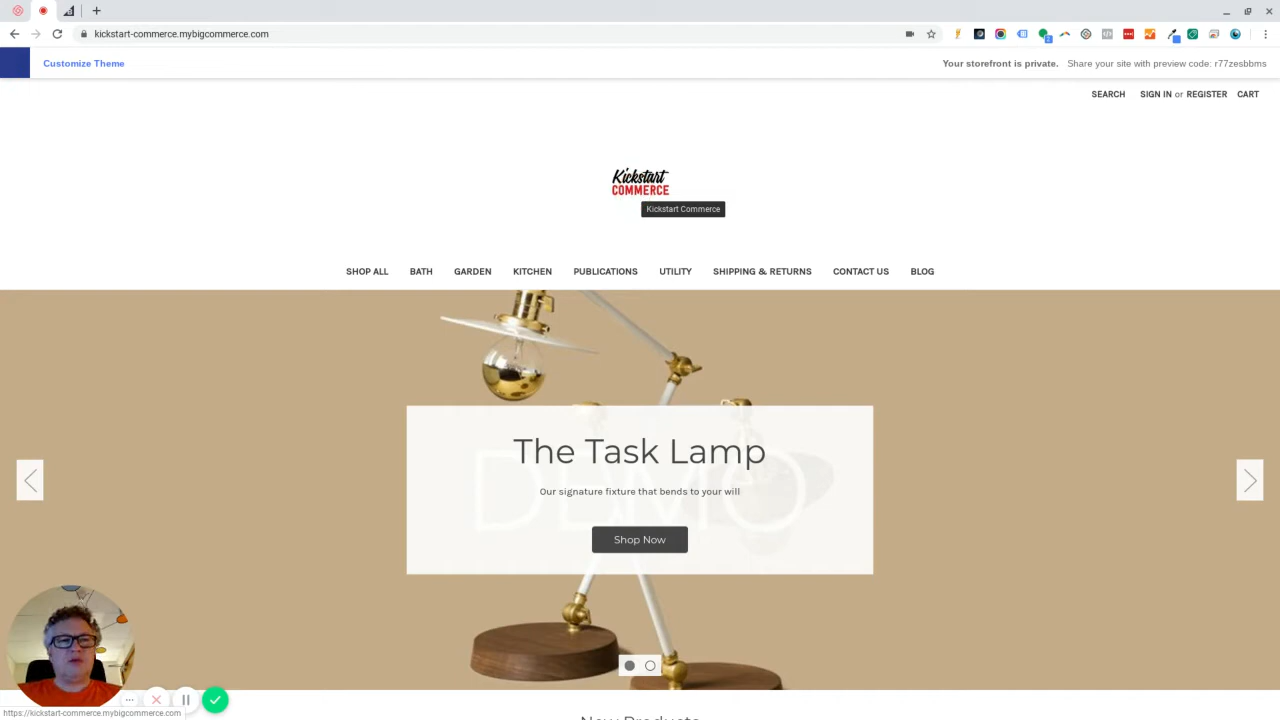 kickstart-commerce.mybigcommerce.com
Customize Theme
Your storefront is private. Share your site with preview code: r77zesbbms
SEARCH SIGN IN or REGISTER CART
Kickstart
COMMERCE
Kickstart Commerce
SHOP ALL BATH GARDEN KITCHEN PUBLICATIONS UTILITY SHIPPING & RETURNS CONTACT US BLOG
The Task Lamp
Our signature fixture that bends to your will
DEMO
Shop Now
https://kickstart-commerce.mybigcommerce.com
New Products